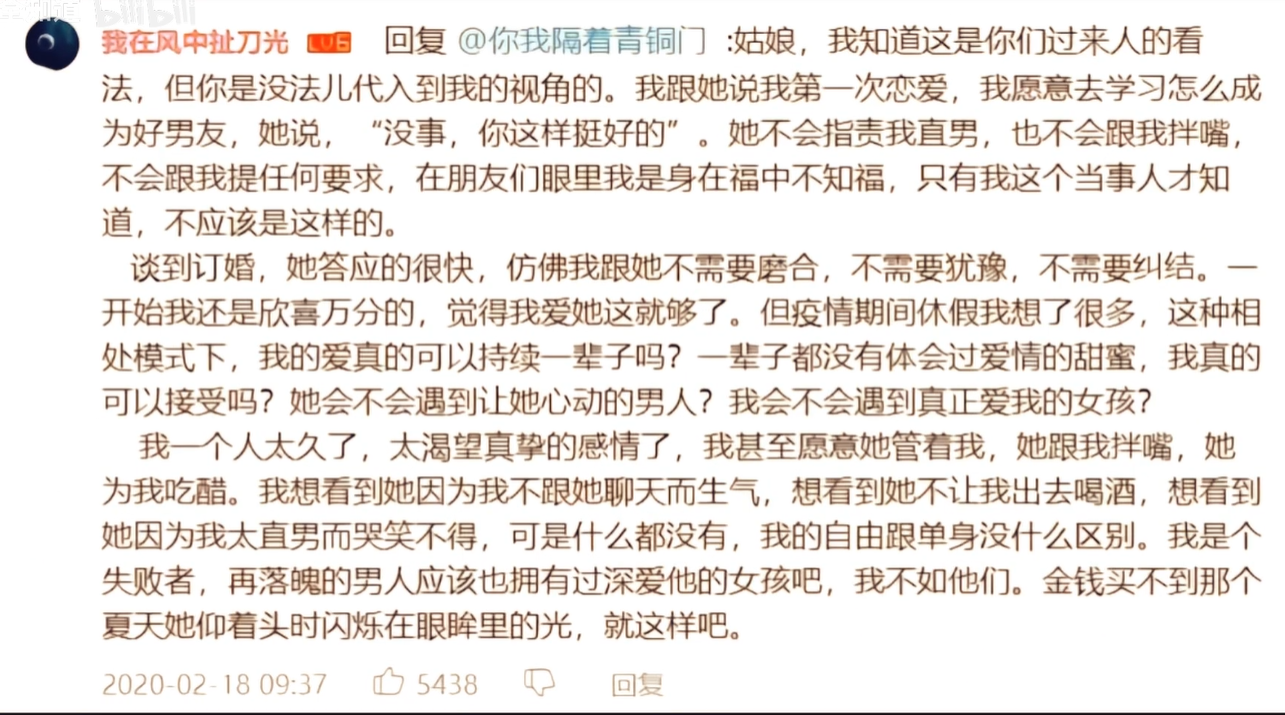 bilibili
我在风中扯刀光 LV6 回复 @你我隔着青铜门 :姑娘，我知道这是你们过来人的看
法，但你是没法儿代入到我的视角的。我跟她说我第一次恋爱，我愿意去学习怎么成
为好男友，她说，“没事，你这样挺好的”。她不会指责我直男，也不会跟我拌嘴，
不会跟我提任何要求，在朋友们眼里我是身在福中不知福，只有我这个当事人才知
道，不应该是这样的。
谈到订婚，她答应的很快，仿佛我跟她不需要磨合，不需要犹豫，不需要纠结。一
开始我还是欣喜万分的，觉得我爱她这就够了。但疫情期间休假我想了很多，这种相
处模式下，我的爱真的可以持续一辈子吗？一辈子都没有体会过爱情的甜蜜，我真的
可以接受吗？她会不会遇到让她心动的男人？我会不会遇到真正爱我的女孩？
我一个人太久了，太渴望真挚的感情了，我甚至愿意她管着我，她跟我拌嘴，她
为我吃醋。我想看到她因为我不跟她聊天而生气，想看到她不让我出去喝酒，想看到
她因为我太直男而哭笑不得，可是什么都没有，我的自由跟单身没什么区别。我是个
失败者，再落魄的男人应该也拥有过深爱他的女孩吧，我不如他们。金钱买不到那个
夏天她仰着头时闪烁在眼眸里的光，就这样吧。
2020-02-18 09:37 5438 回复